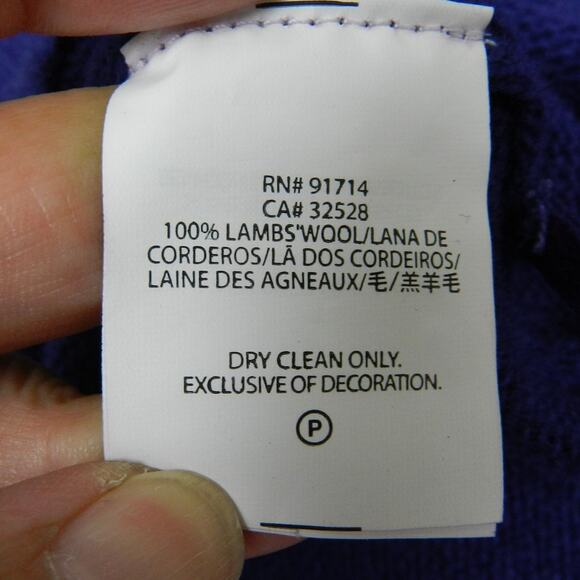 RN# 91714
CA# 32528
100% LAMBS'WOOL/LANA DE
CORDEROS/LÃ DOS CORDEIROS/
LAINE DES AGNEAUX/毛/羔羊毛
DRY CLEAN ONLY.
EXCLUSIVE OF DECORATION.
P